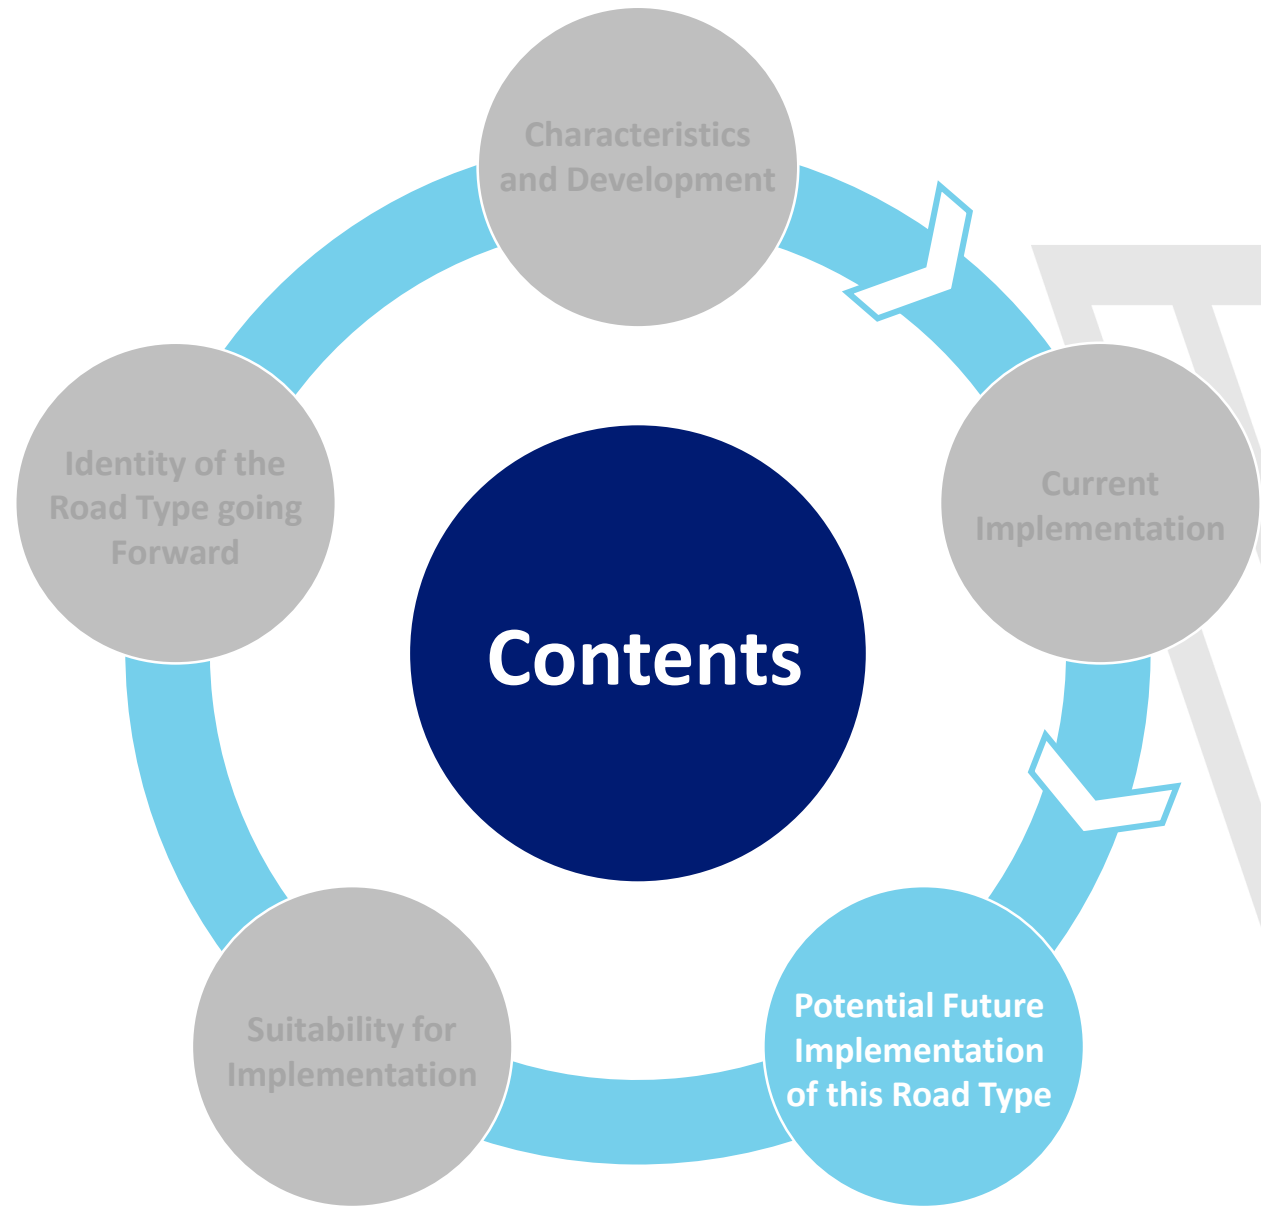 Characteristics
and Development
Current
Implementation
Potential Future
Implementation
of this Road Type
Suitability for
Implementation
Identity of the
Road Type going
Forward
Contents